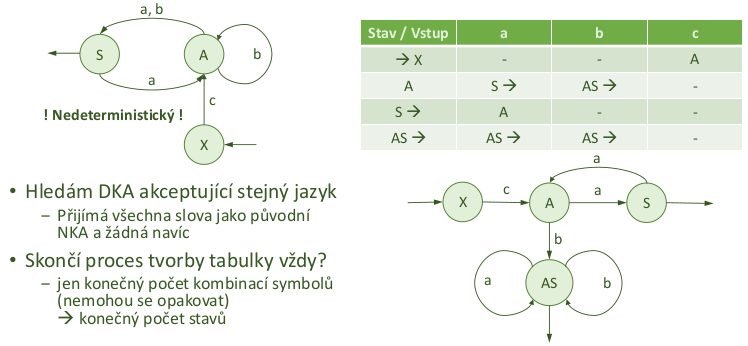 a, b
S
A
b
a
c
! Nedeterministický !
X
Stav / Vstup a b c
→ X - - A
A S → AS → -
S → A - -
AS → AS → AS → -
• Hledám DKA akceptující stejný jazyk
– Přijímá všechna slova jako původní
NKA a žádná navíc
• Skončí proces tvorby tabulky vždy?
– jen konečný počet kombinací symbolů
(nemohou se opakovat)
→ konečný počet stavů
a
X c A a S
b
a AS b